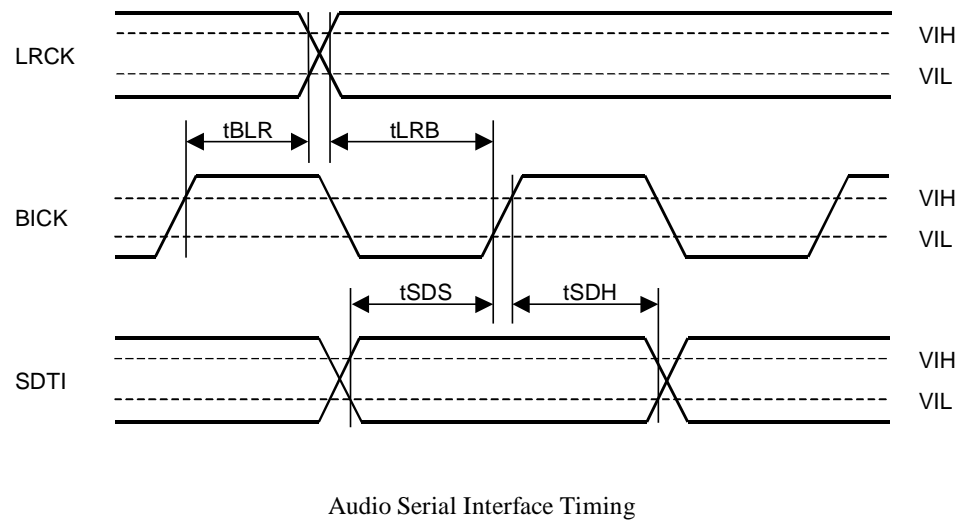 LRCK
VIH
VIL
tBLR
tLRB
BICK
VIH
VIL
tSDS
tSDH
SDTI
VIH
VIL
Audio Serial Interface Timing